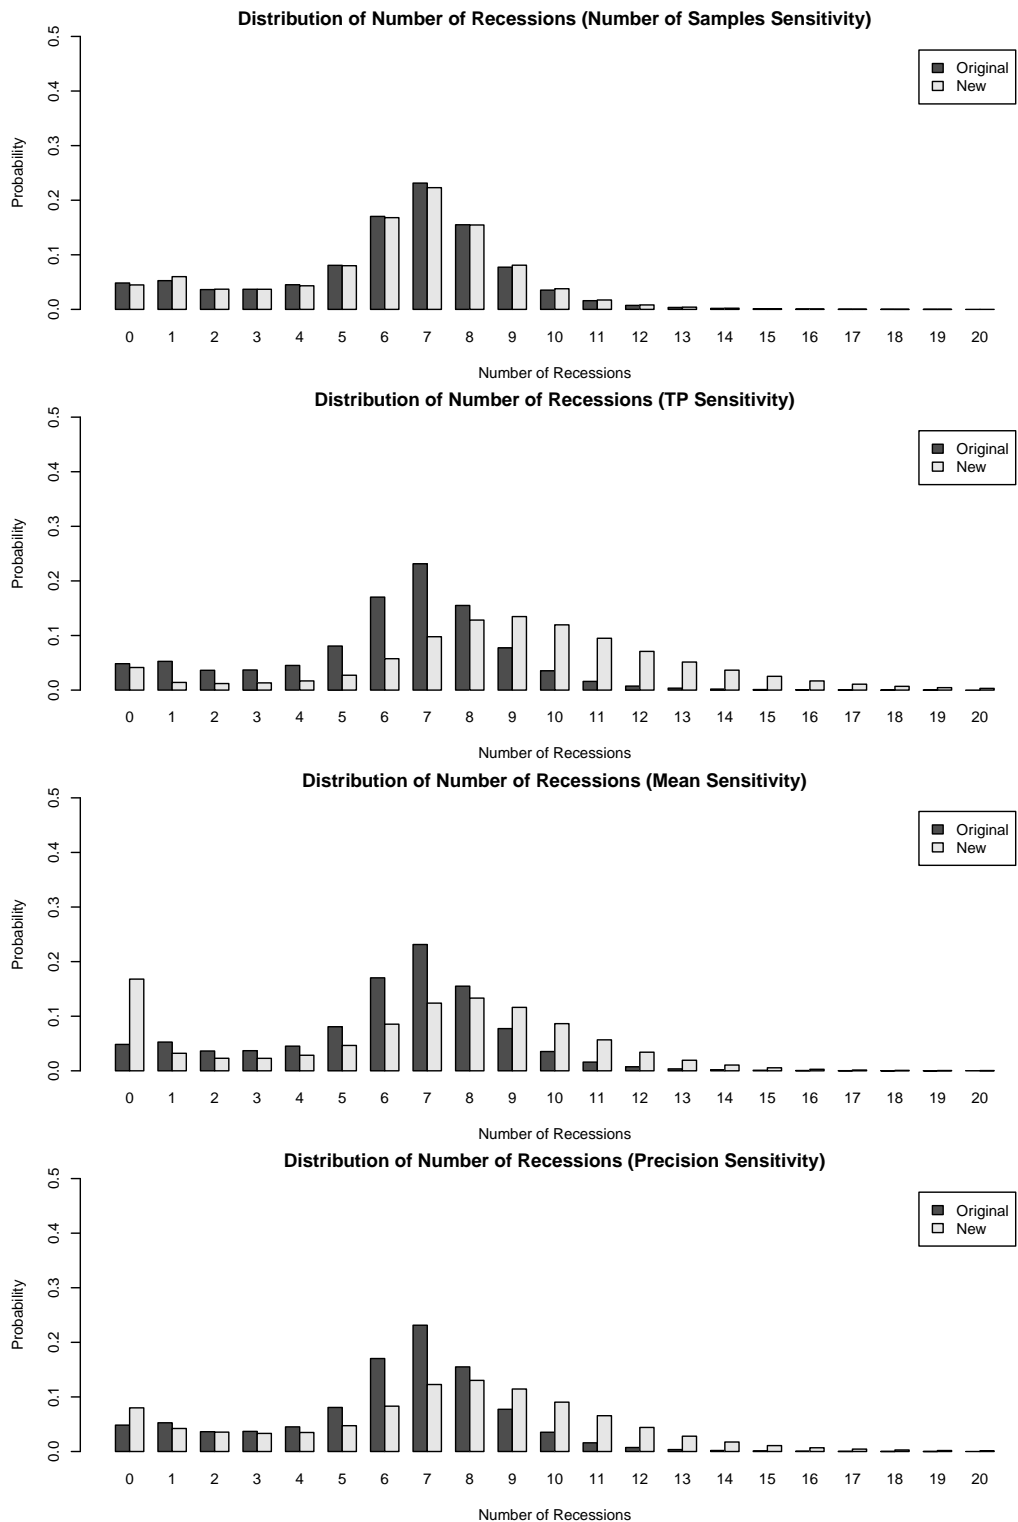 Distribution of Number of Recessions (Number of Samples Sensitivity)
Probability
0.0 0.1 0.2 0.3 0.4 0.5
Original
New
0 1 2 3 4 5 6 7 8 9 10 11 12 13 14 15 16 17 18 19 20
Number of Recessions
Distribution of Number of Recessions (TP Sensitivity)
Probability
0.0 0.1 0.2 0.3 0.4 0.5
Original
New
0 1 2 3 4 5 6 7 8 9 10 11 12 13 14 15 16 17 18 19 20
Number of Recessions
Distribution of Number of Recessions (Mean Sensitivity)
Probability
0.0 0.1 0.2 0.3 0.4 0.5
Original
New
0 1 2 3 4 5 6 7 8 9 10 11 12 13 14 15 16 17 18 19 20
Number of Recessions
Distribution of Number of Recessions (Precision Sensitivity)
Probability
0.0 0.1 0.2 0.3 0.4 0.5
Original
New
0 1 2 3 4 5 6 7 8 9 10 11 12 13 14 15 16 17 18 19 20
Number of Recessions